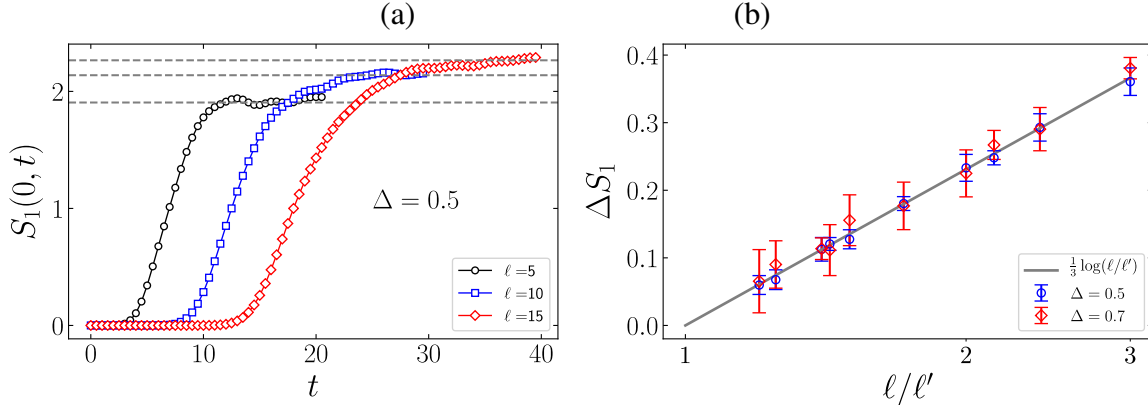 (a)
S₁(0, t)
2
1
0
Δ = 0.5
ℓ =5
ℓ =10
ℓ =15
0
10
20
30
40
t
(b)
ΔS₁
0.4
0.3
0.2
0.1
0.0
1/3 log(ℓ/ℓ′)
Δ = 0.5
Δ = 0.7
1
2
3
ℓ/ℓ′